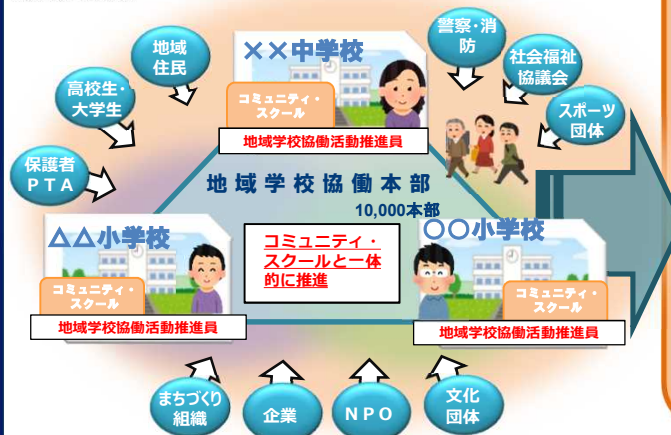 地域
住民
××中学校
警察・消
防
社会福祉
協議会
高校生・
大学生
コミュニティ・
スクール
スポーツ
団体
地域学校協働活動推進員
保護者
PTA
地域学校協働本部
10,000本部
△△小学校
コミュニティ・
スクールと一体
的に推進
〇〇小学校
コミュニティ・
スクール
コミュニティ・
スクール
地域学校協働活動推進員
地域学校協働活動推進員
まちづくり
組織
企業
NPO
文化
団体